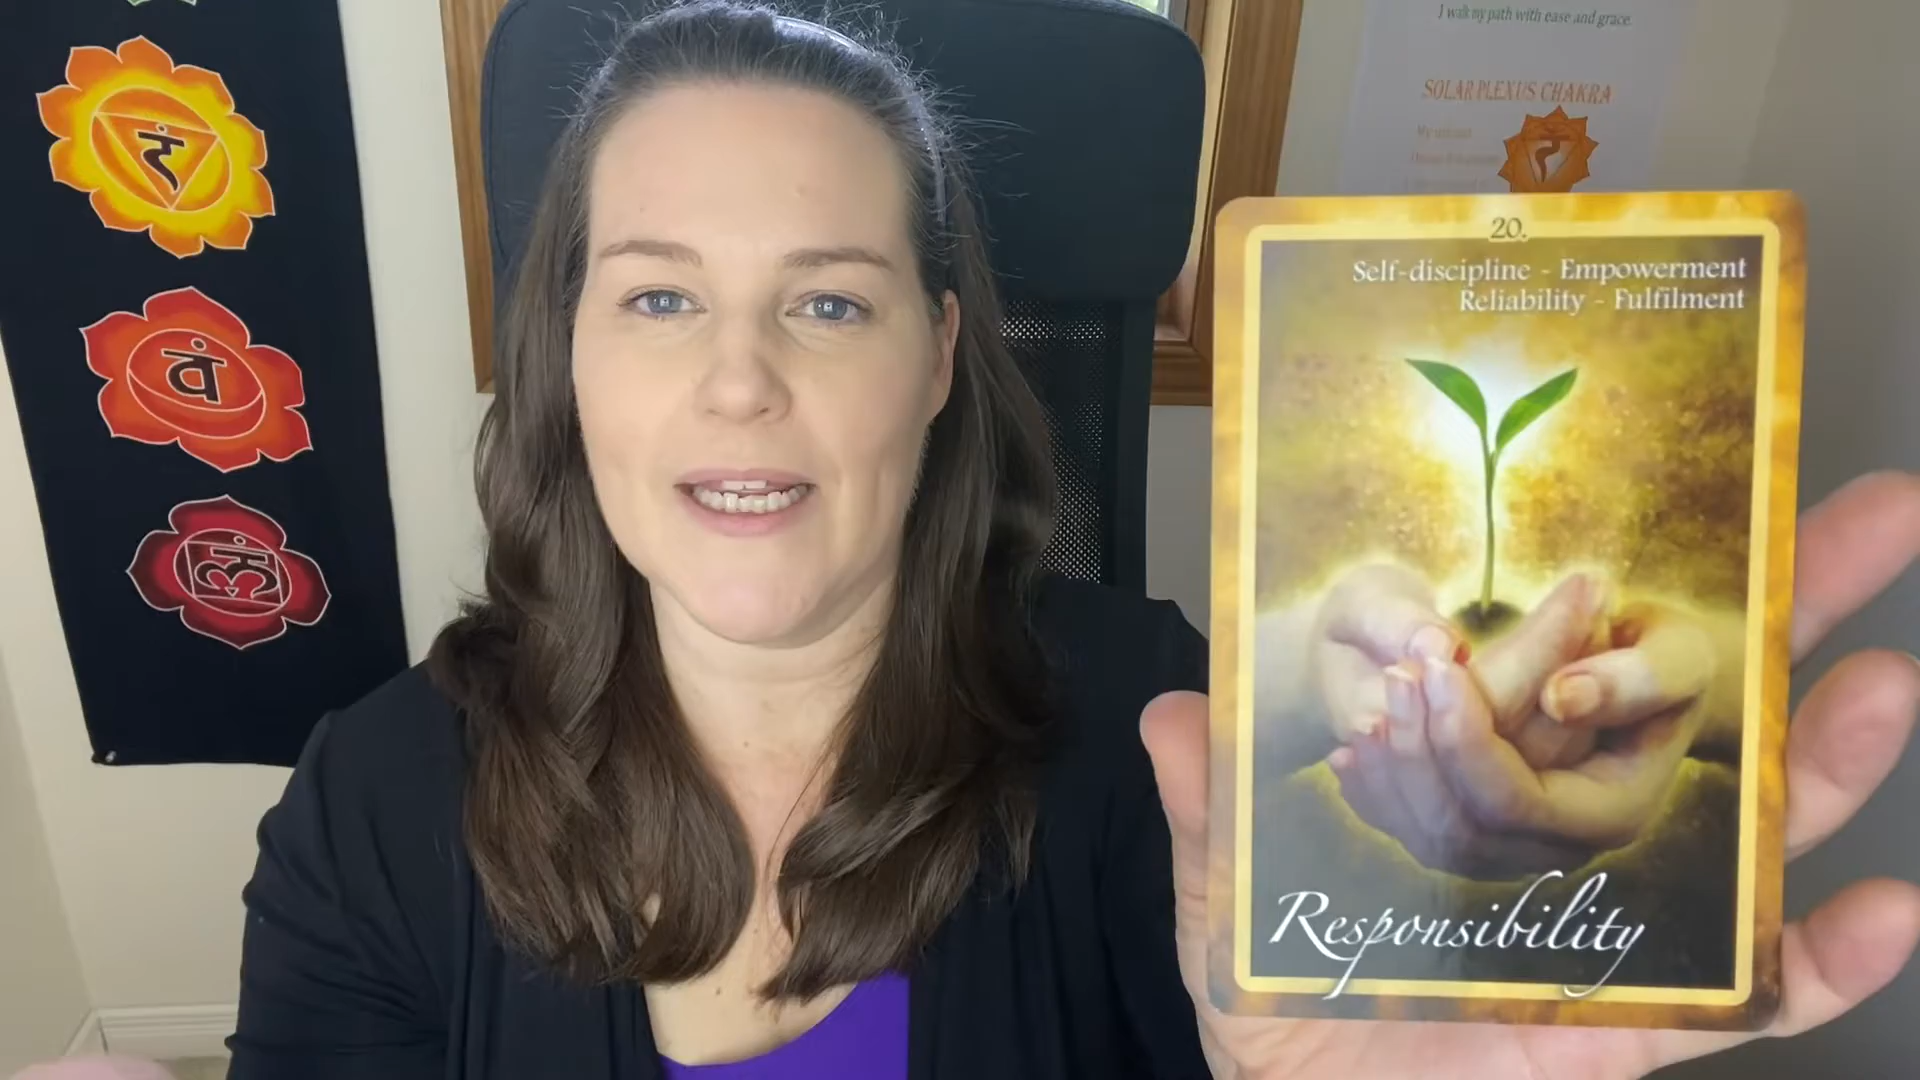 I walk my path with ease and grace.
SOLAR PLEXUS CHAKRA
रं
वं
लं
20.
Self-discipline - Empowerment
Reliability - Fulfilment
Responsibility